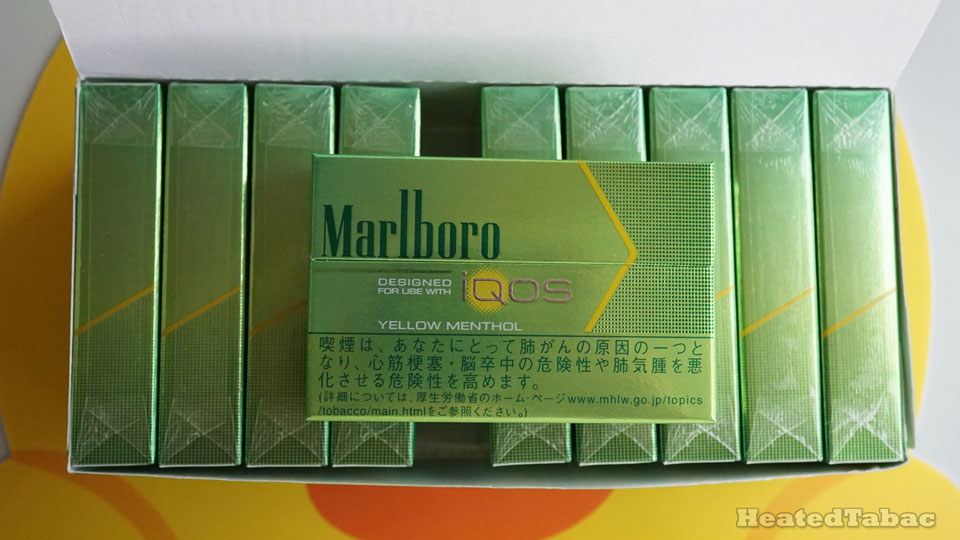 Marlboro
DESIGNED
FOR USE WITH
iQOS
YELLOW MENTHOL
喫煙は、あなたにとって肺がんの原因の一つと
なり、心筋梗塞・脳卒中の危険性や肺気腫を悪
化させる危険性を高めます。
(詳細については、厚生労働省のホーム・ページwww.mhlw.go.jp/topics
/tobacco/main.htmlをご参照ください。)
HeatedTabac